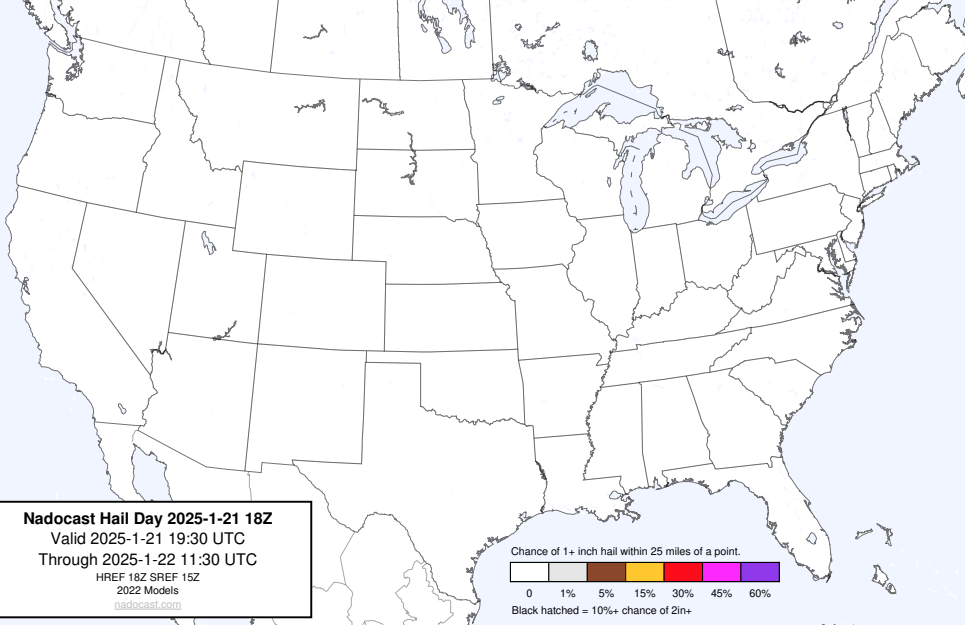 Nadocast Hail Day 2025-1-21 18Z
Valid 2025-1-21 19:30 UTC
Through 2025-1-22 11:30 UTC
HREF 18Z SREF 15Z
2022 Models
nadocast.com
Chance of 1+ inch hail within 25 miles of a point.
0 1% 5% 15% 30% 45% 60%
Black hatched = 10%+ chance of 2in+